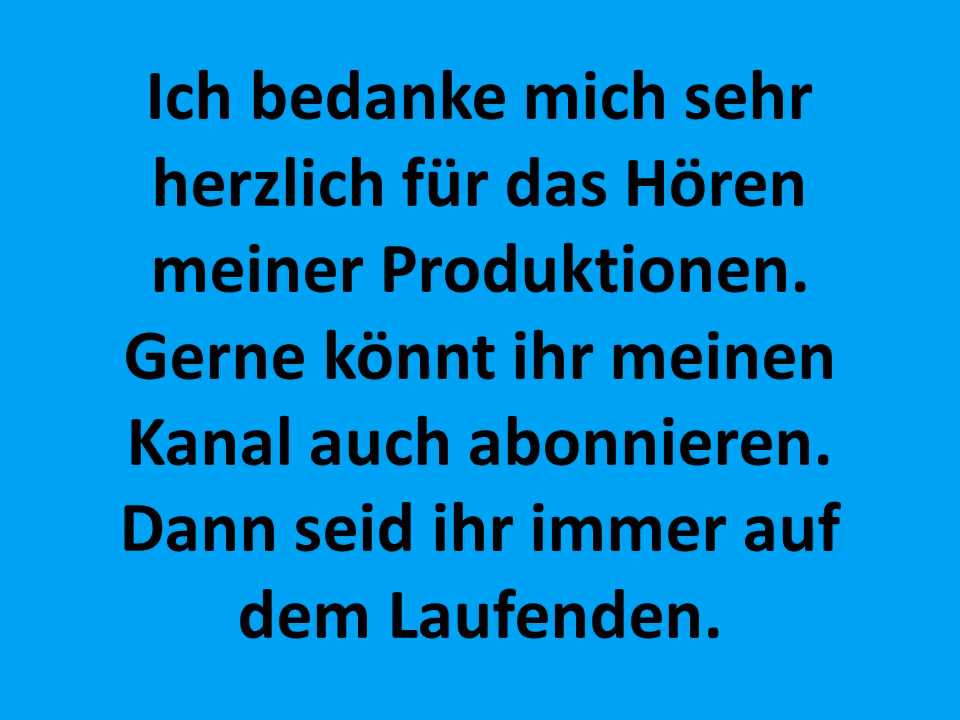 Ich bedanke mich sehr
herzlich für das Hören
meiner Produktionen.
Gerne könnt ihr meinen
Kanal auch abonnieren.
Dann seid ihr immer auf
dem Laufenden.